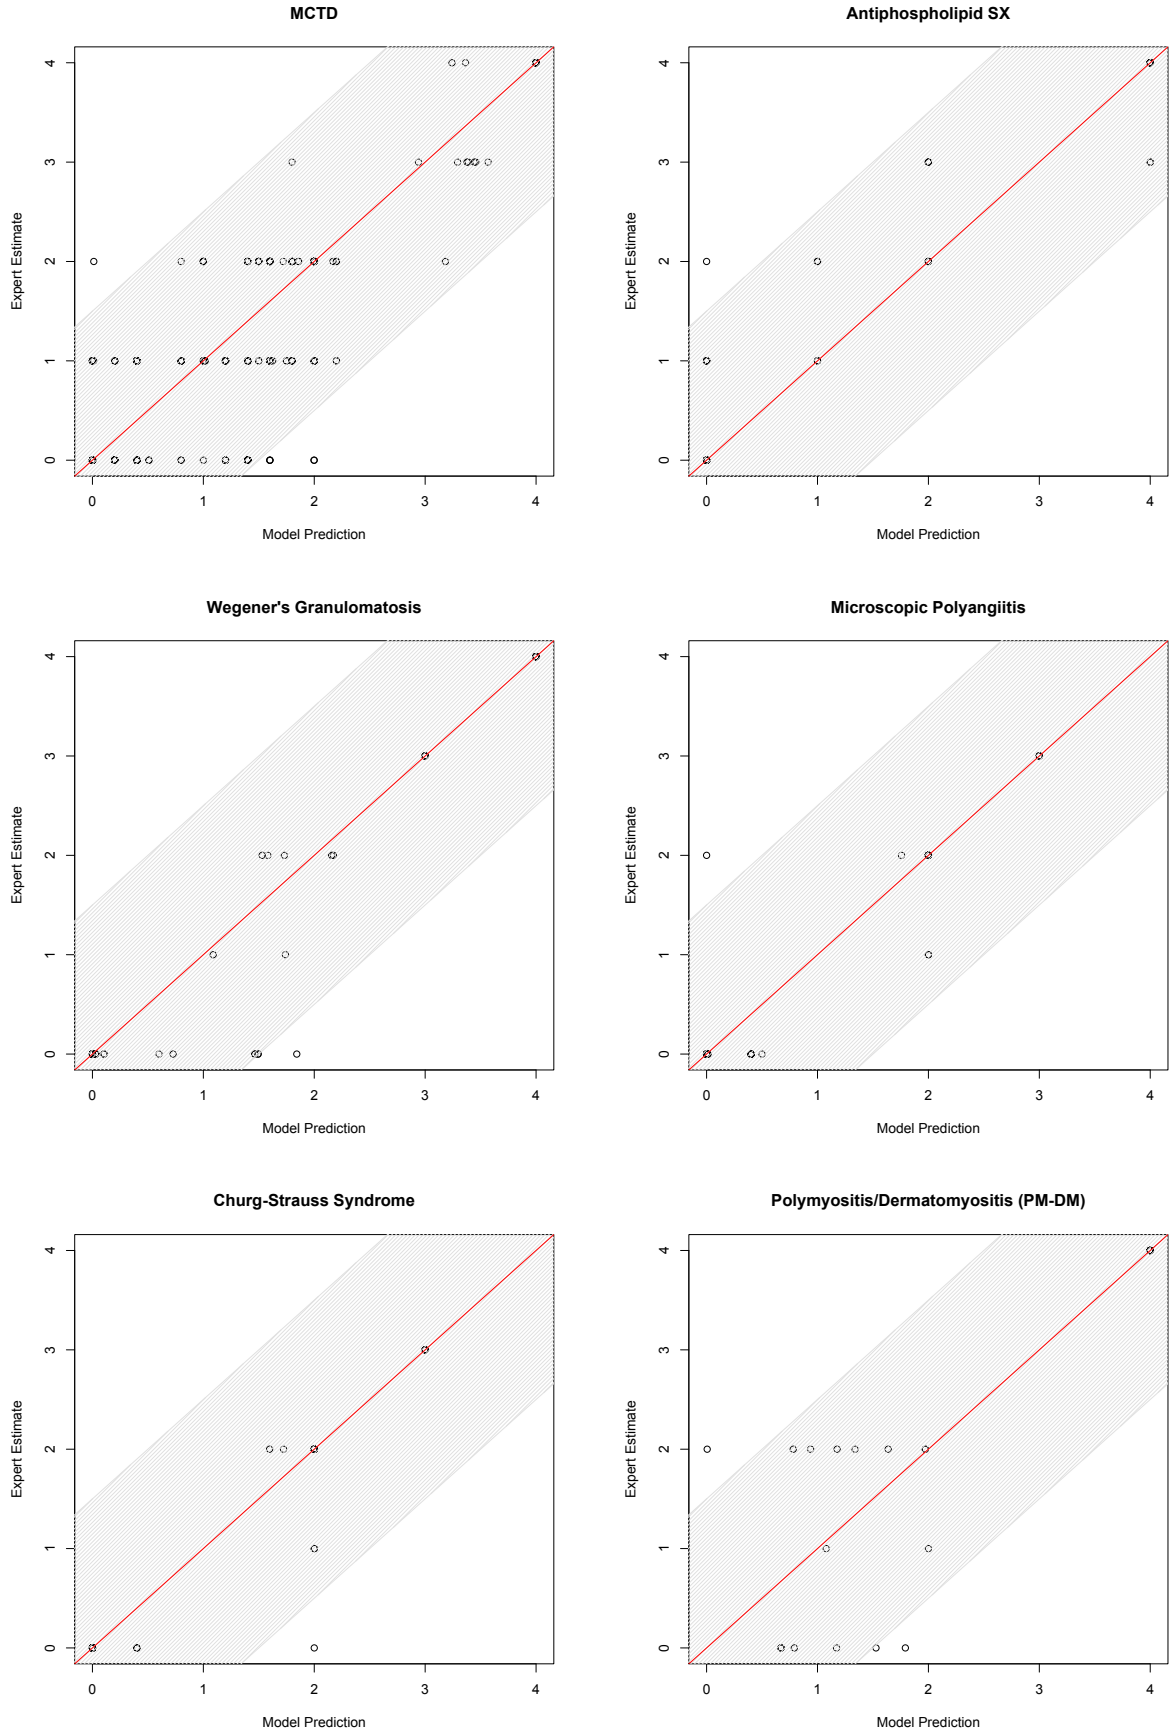 MCTD
4
3
2
1
0
Expert Estimate
0 1 2 3 4
Model Prediction
Antiphospholipid SX
4
3
2
1
0
Expert Estimate
0 1 2 3 4
Model Prediction
Wegener's Granulomatosis
4
3
2
1
0
Expert Estimate
0 1 2 3 4
Model Prediction
Microscopic Polyangiitis
4
3
2
1
0
Expert Estimate
0 1 2 3 4
Model Prediction
Churg-Strauss Syndrome
4
3
2
1
0
Expert Estimate
0 1 2 3 4
Model Prediction
Polymyositis/Dermatomyositis (PM-DM)
4
3
2
1
0
Expert Estimate
0 1 2 3 4
Model Prediction